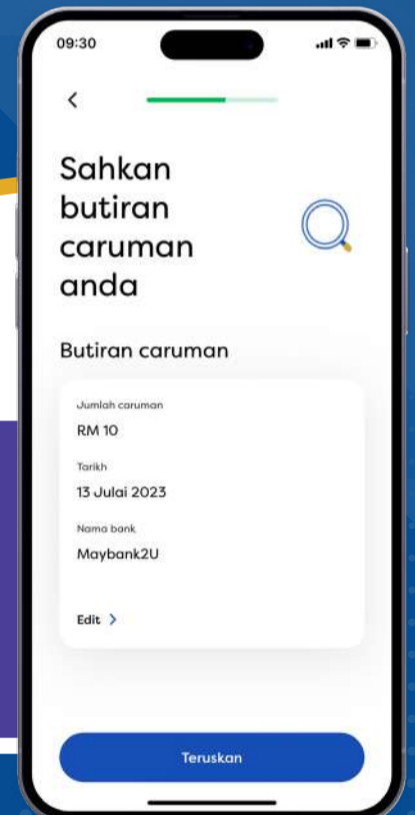 09:30
Sahkan
butiran
caruman
anda
Butiran caruman
Jumlah caruman
RM 10
Tarikh
13 Julai 2023
Nama bank
Maybank2U
Edit
Teruskan